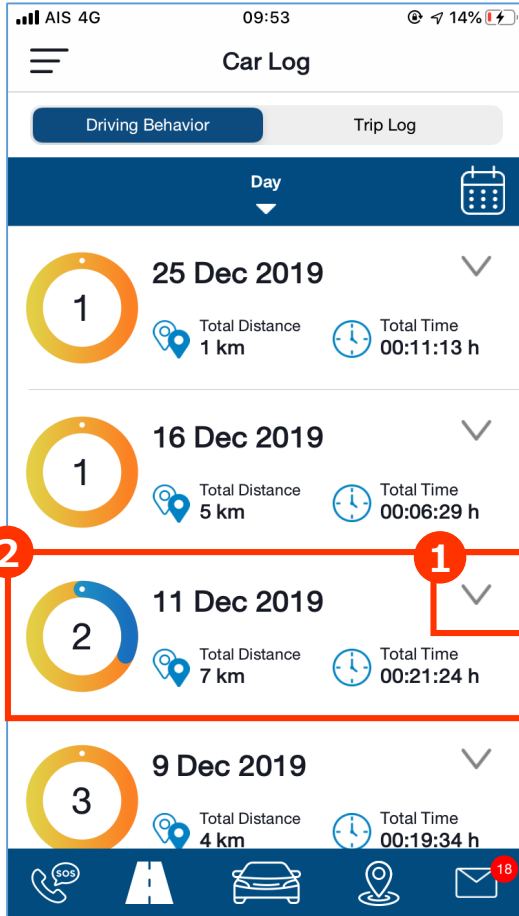 AIS 4G 09:53 14%
Car Log
Driving Behavior Trip Log
Day
25 Dec 2019
1
Total Distance Total Time
1 km 00:11:13 h
16 Dec 2019
1
Total Distance Total Time
5 km 00:06:29 h
2 1
11 Dec 2019
2
Total Distance Total Time
7 km 00:21:24 h
9 Dec 2019
3
Total Distance Total Time
4 km 00:19:34 h
SOS 18